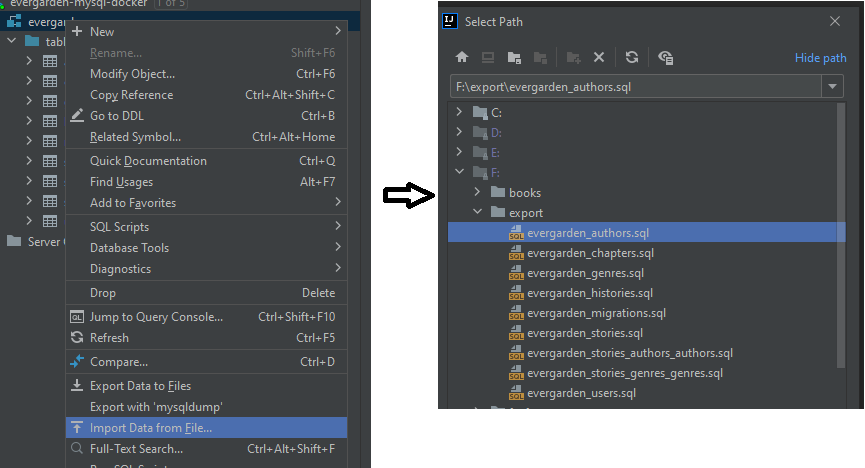 evergarden-mysql-docker 1 of 5
evergard
tabl
Server
New
Rename... Shift+F6
Modify Object... Ctrl+F6
Copy Reference Ctrl+Alt+Shift+C
Go to DDL Ctrl+B
Related Symbol... Ctrl+Alt+Home
Quick Documentation Ctrl+Q
Find Usages Alt+F7
Add to Favorites
SQL Scripts
Database Tools
Diagnostics
Drop Delete
Jump to Query Console... Ctrl+Shift+F10
Refresh Ctrl+F5
Compare... Ctrl+D
Export Data to Files
Export with 'mysqldump'
Import Data from File...
Full-Text Search... Ctrl+Alt+Shift+F
Select Path
Hide path
F:\export\evergarden_authors.sql
C:
D:
E:
F:
books
export
evergarden_authors.sql
evergarden_chapters.sql
evergarden_genres.sql
evergarden_histories.sql
evergarden_migrations.sql
evergarden_stories.sql
evergarden_stories_authors_authors.sql
evergarden_stories_genres_genres.sql
evergarden_users.sql